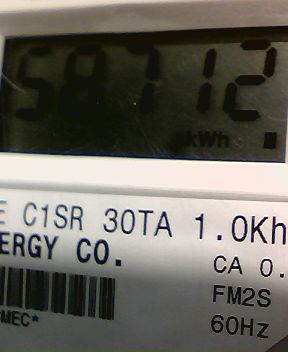 58712
kWh
E C1SR 30TA 1.0Kh
ERGY CO.
CA 0.
FM2S
MEC*
60Hz